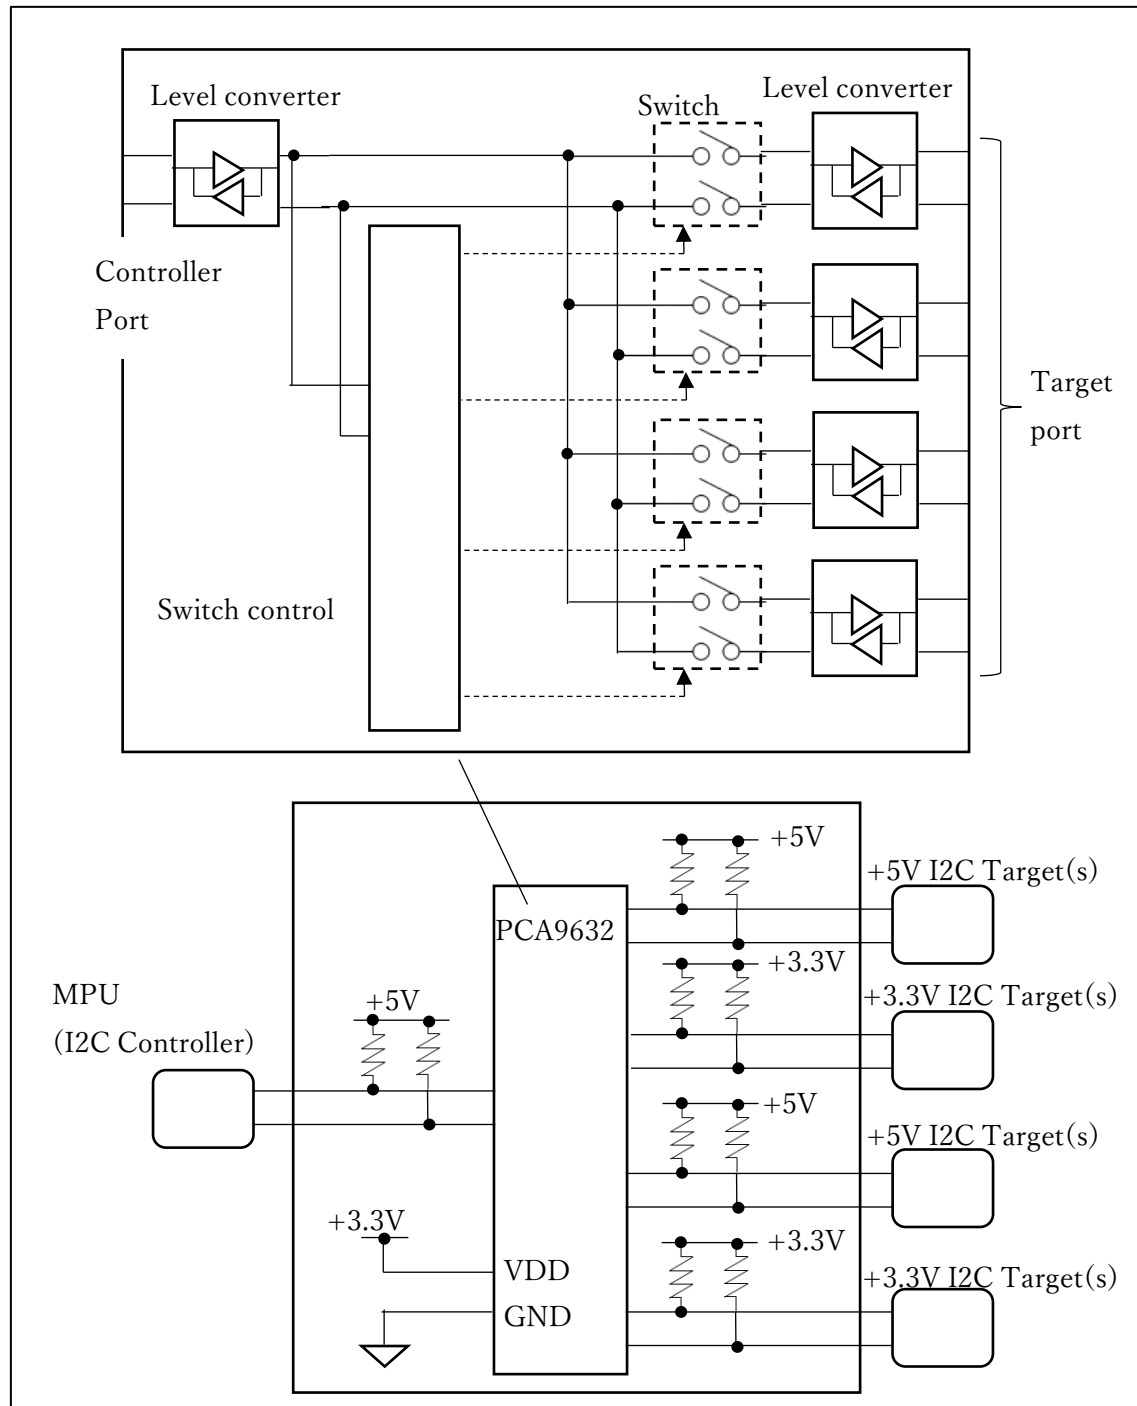 Level converter
Switch
Level converter
Controller
Port
Target
port
Switch control
+5V
+5V I2C Target(s)
PCA9632
+3.3V
MPU
+5V
+3.3V I2C Target(s)
(I2C Controller)
+5V
+5V I2C Target(s)
+3.3V
+3.3V
VDD
+3.3V I2C Target(s)
GND